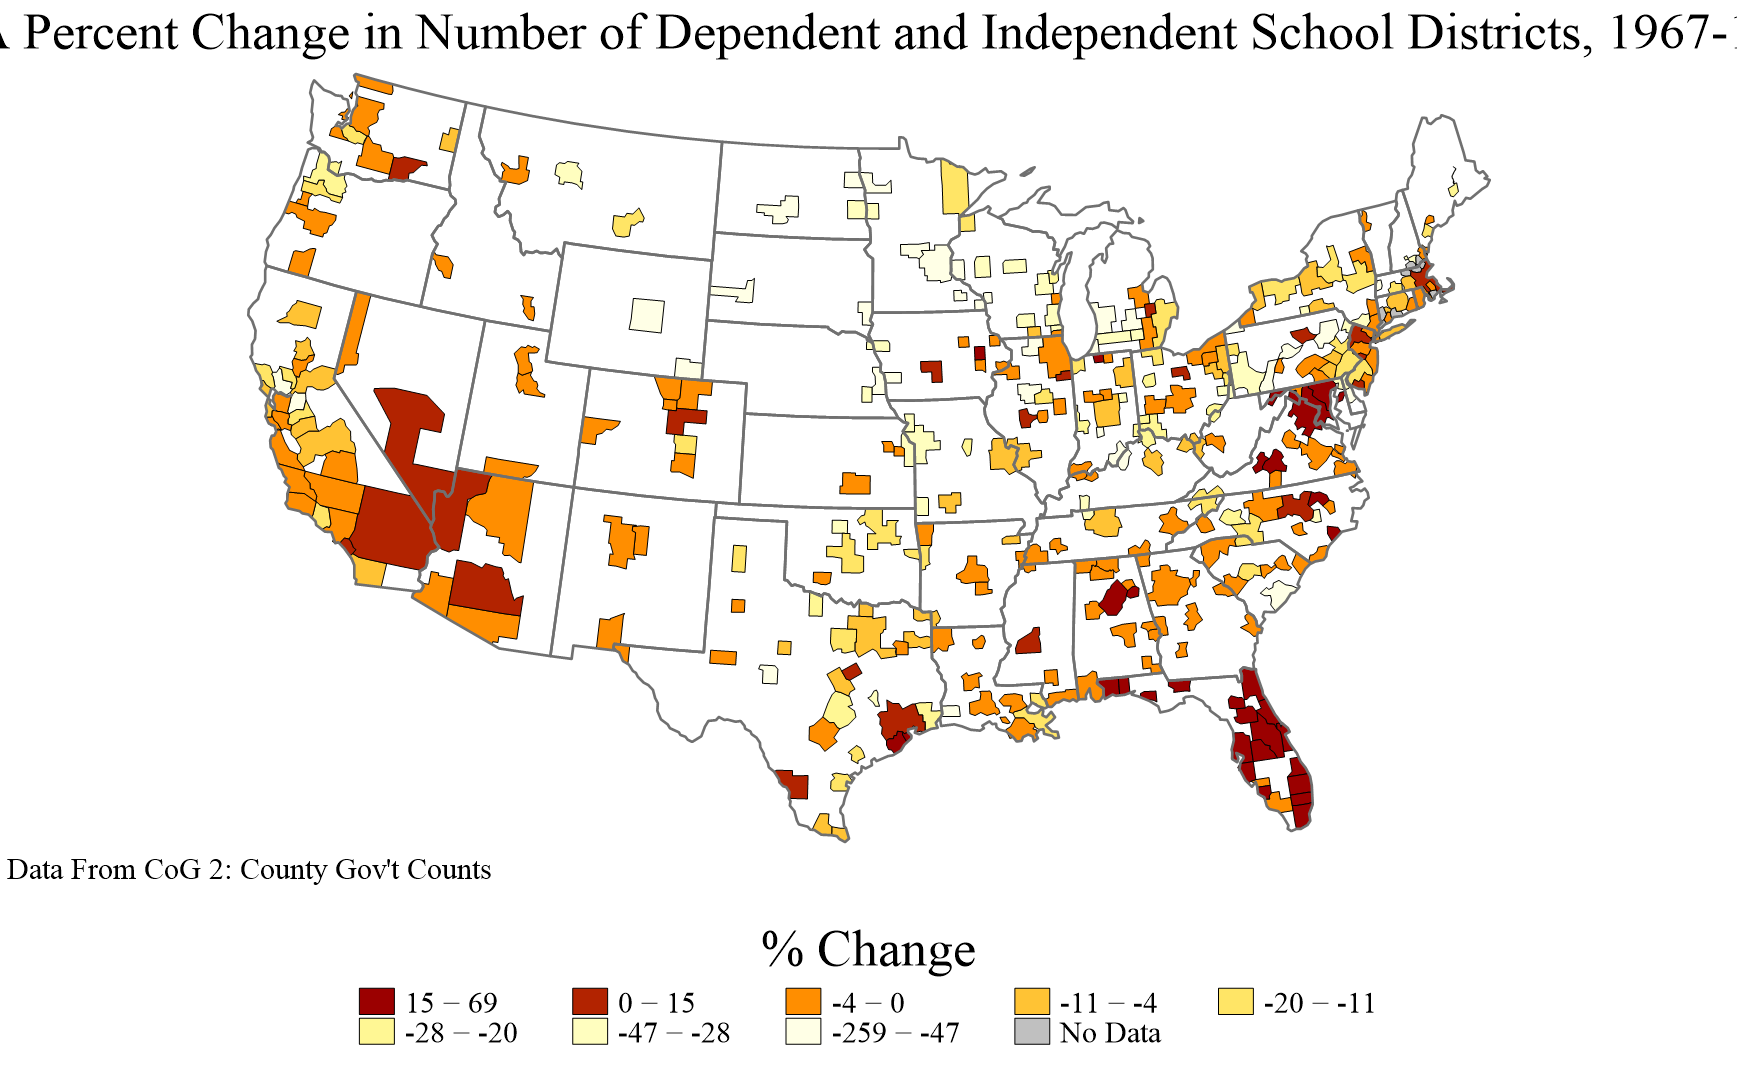 Percent Change in Number of Dependent and Independent School Districts, 1967-
Data From CoG 2: County Gov't Counts
% Change
15 − 69
0 − 15
-4 − 0
-11 − -4
-20 − -11
-28 − -20
-47 − -28
-259 − -47
No Data